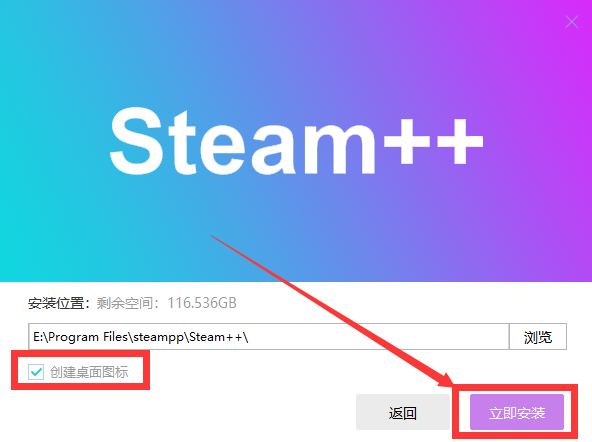 Steam++
安装位置：剩余空间：116.536GB
E:\Program Files\steampp\Steam++\
浏览
创建桌面图标
返回
立即安装